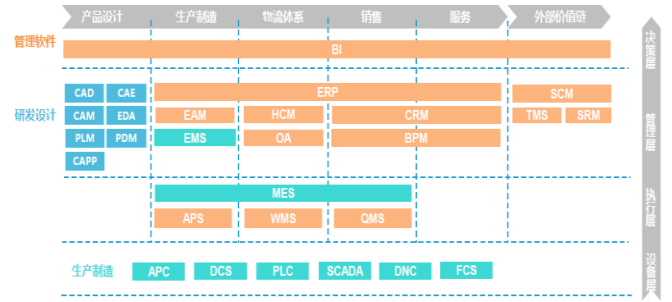 产品设计 生产制造 物流体系 销售 服务 外部价值链
管理软件
BI
决策层
CAD CAE ERP SCM
研发设计 CAM EDA EAM HCM CRM TMS SRM
PLM PDM EMS OA BPM
管理层
CAPP
MES
APS WMS QMS
执行层
生产制造 APC DCS PLC SCADA DNC FCS
设备层